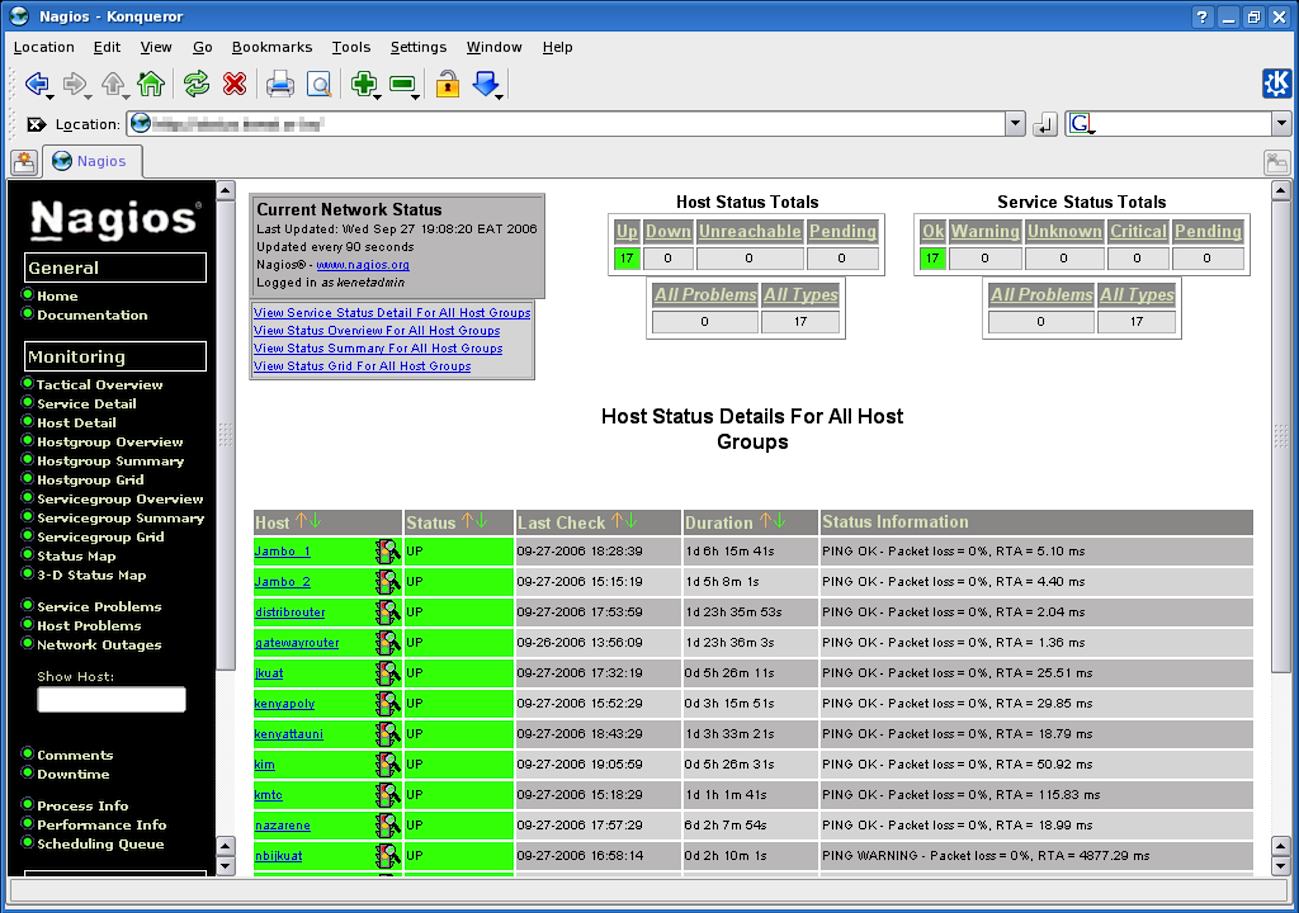 Nagios - Konqueror
?
Location Edit View Go Bookmarks Tools Settings Window Help
K
Location:
G
Nagios
Nagios®
General
Home
Documentation
Monitoring
Tactical Overview
Service Detail
Host Detail
Hostgroup Overview
Hostgroup Summary
Hostgroup Grid
Servicegroup Overview
Servicegroup Summary
Servicegroup Grid
Status Map
3-D Status Map
Service Problems
Host Problems
Network Outages
Show Host:
Comments
Downtime
Process Info
Performance Info
Scheduling Queue
Current Network Status
Last Updated: Wed Sep 27 19:08:20 EAT 2006
Updated every 90 seconds
Nagios® - www.nagios.org
Logged in as kenetadmin
View Service Status Detail For All Host Groups
View Status Overview For All Host Groups
View Status Summary For All Host Groups
View Status Grid For All Host Groups
Host Status Totals
Up Down Unreachable Pending
17 0 0 0
All Problems All Types
0 17
Service Status Totals
Ok Warning Unknown Critical Pending
17 0 0 0 0
All Problems All Types
0 17
Host Status Details For All Host
Groups
Host Status Last Check Duration Status Information
Jambo_1 UP 09-27-2006 18:28:39 1d 6h 15m 41s PING OK - Packet loss = 0%, RTA = 5.10 ms
Jambo_2 UP 09-27-2006 15:15:19 1d 5h 8m 1s PING OK - Packet loss = 0%, RTA = 4.40 ms
distribrouter UP 09-27-2006 17:53:59 1d 23h 35m 53s PING OK - Packet loss = 0%, RTA = 2.04 ms
gatewayrouter UP 09-26-2006 13:56:09 1d 23h 36m 3s PING OK - Packet loss = 0%, RTA = 1.36 ms
jkuat UP 09-27-2006 17:32:19 0d 5h 26m 11s PING OK - Packet loss = 0%, RTA = 25.51 ms
kenyapoly UP 09-27-2006 15:52:29 0d 3h 15m 51s PING OK - Packet loss = 0%, RTA = 29.85 ms
kenyattauni UP 09-27-2006 18:43:29 1d 3h 33m 21s PING OK - Packet loss = 0%, RTA = 18.79 ms
kim UP 09-27-2006 19:05:59 0d 5h 26m 31s PING OK - Packet loss = 0%, RTA = 50.92 ms
kmtc UP 09-27-2006 15:18:29 1d 1h 1m 41s PING OK - Packet loss = 0%, RTA = 115.83 ms
nazarene UP 09-27-2006 17:57:29 6d 2h 7m 54s PING OK - Packet loss = 0%, RTA = 18.99 ms
nbijkuat UP 09-27-2006 16:58:14 0d 2h 10m 1s PING WARNING - Packet loss = 0%, RTA = 4877.29 ms